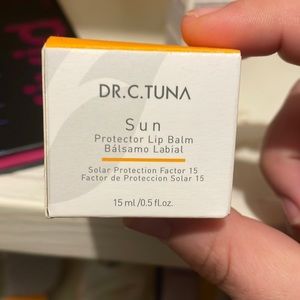 DR.C.TUNA
Sun
Protector Lip Balm
Bálsamo Labial
Solar Protection Factor 15
Factor de Proteccion Solar 15
15 ml /0.5 fl.oz.